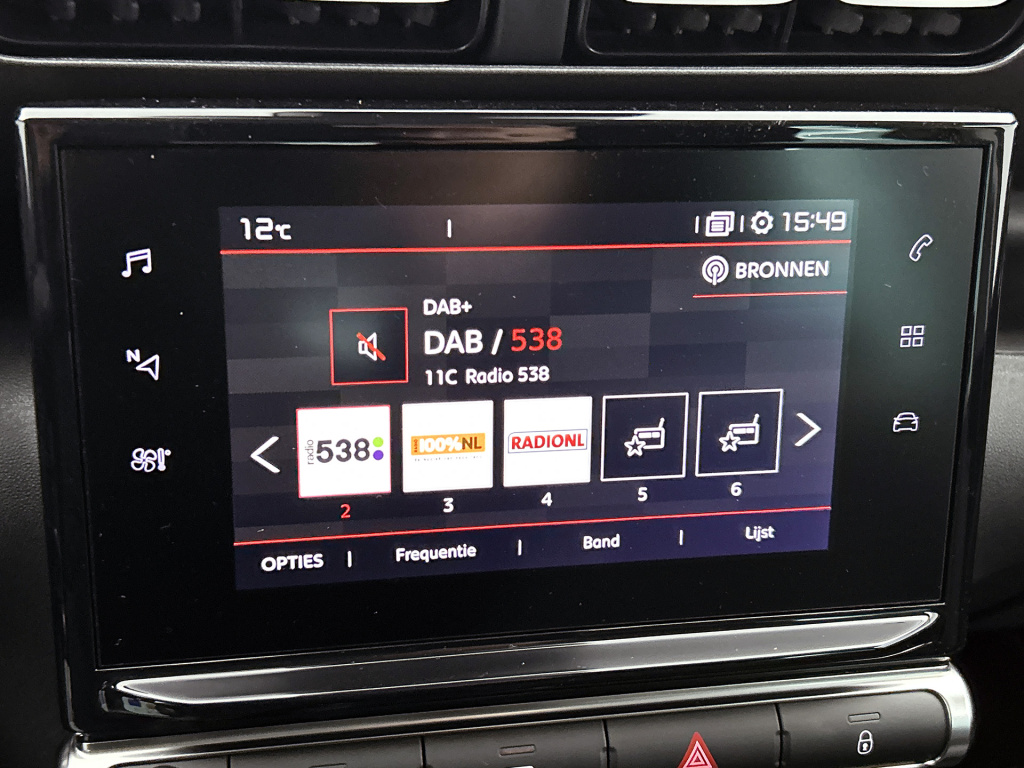 12°C
15:49
BRONNEN
DAB+
DAB / 538
11C Radio 538
radio 538
100%NL
RADIONL
2
3
4
5
6
OPTIES
Frequentie
Band
Lijst
N